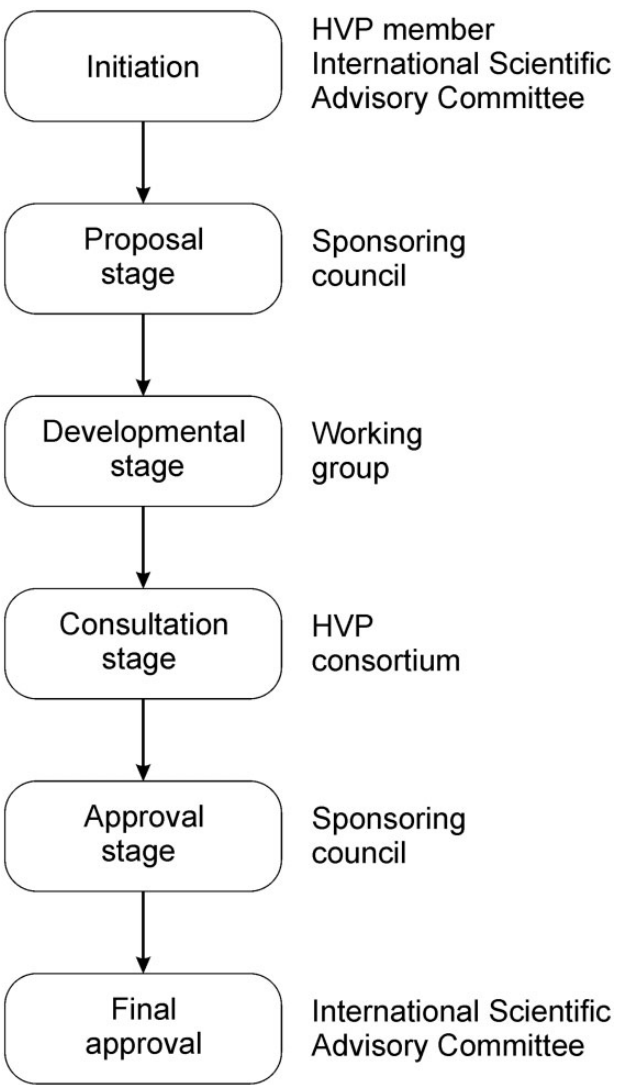 Initiation
HVP member
International Scientific
Advisory Committee
Proposal
stage
Sponsoring
council
Developmental
stage
Working
group
Consultation
stage
HVP
consortium
Approval
stage
Sponsoring
council
Final
approval
International Scientific
Advisory Committee